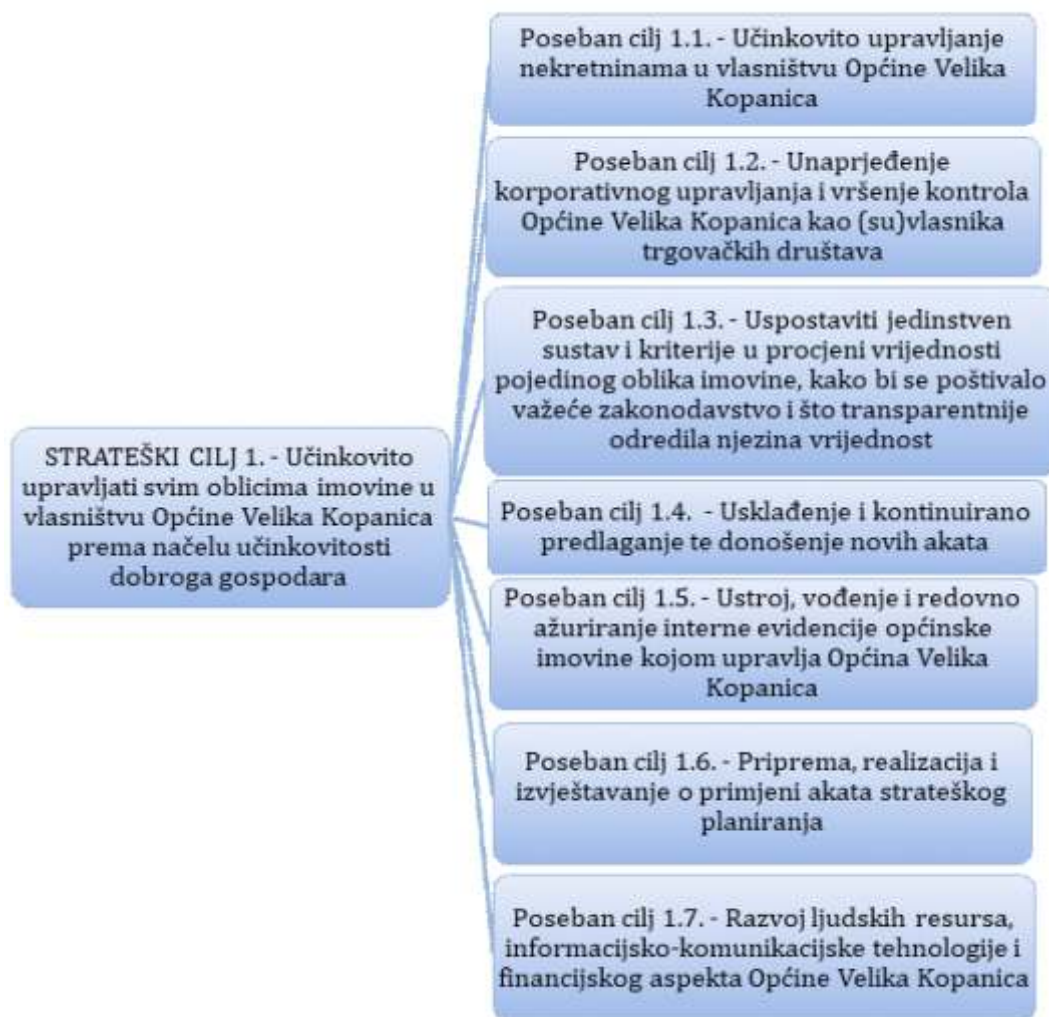 STRATEŠKI CILJ 1. - Učinkovito
upravljati svim oblicima imovine u
vlasništvu Općine Velika Kopanica
prema načelu učinkovitosti
dobroga gospodara
Poseban cilj 1.1. - Učinkovito upravljanje
nekretninama u vlasništvu Općine Velika
Kopanica
Poseban cilj 1.2. - Unaprjeđenje
korporativnog upravljanja i vršenje kontrola
Općine Velika Kopanica kao (su)vlasnika
trgovačkih društava
Poseban cilj 1.3. - Uspostaviti jedinstven
sustav i kriterije u procjeni vrijednosti
pojedinog oblika imovine, kako bi se poštivalo
važeće zakonodavstvo i što transparentnije
odredila njezina vrijednost
Poseban cilj 1.4. - Usklađenje i kontinuirano
predlaganje te donošenje novih akata
Poseban cilj 1.5. - Ustroj, vođenje i redovno
ažuriranje interne evidencije općinske
imovine kojom upravlja Općina Velika
Kopanica
Poseban cilj 1.6. - Priprema, realizacija i
izvještavanje o primjeni akata strateškog
planiranja
Poseban cilj 1.7. - Razvoj ljudskih resursa,
informacijsko-komunikacijske tehnologije i
financijskog aspekta Općine Velika Kopanica